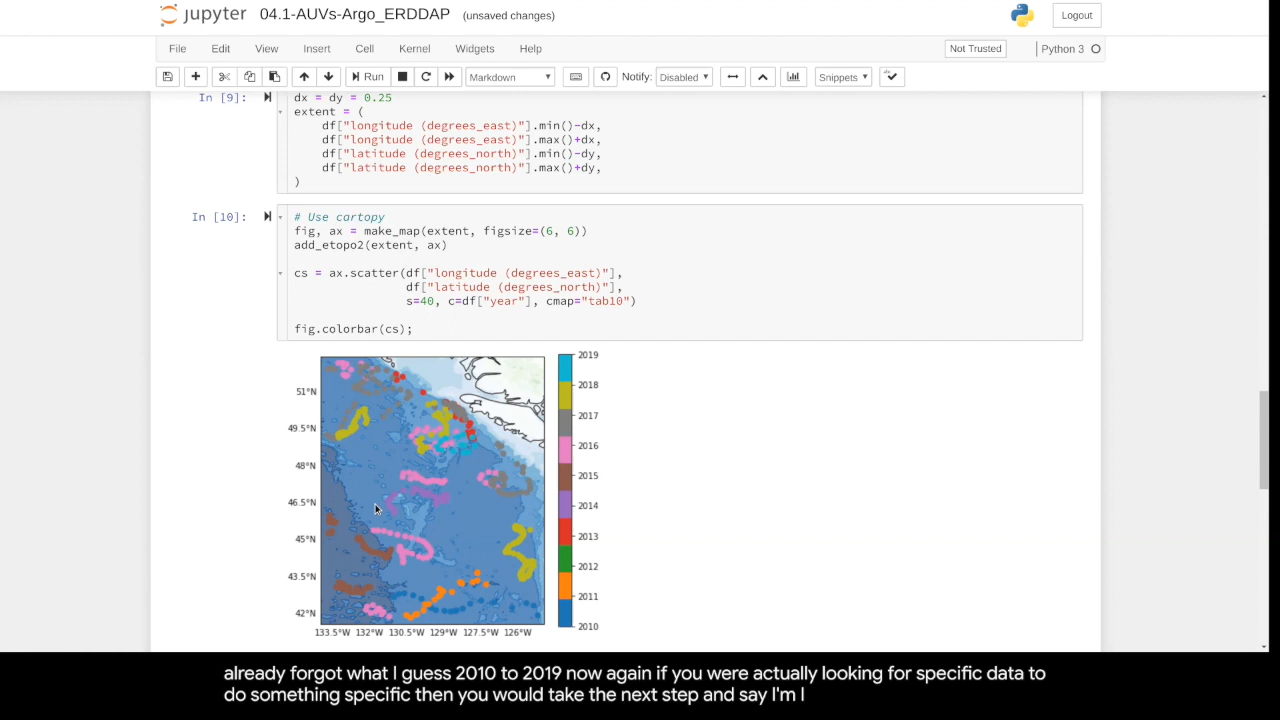 jupyter 04.1-AUVs-Argo_ERDDAP (unsaved changes) Logout
File Edit View Insert Cell Kernel Widgets Help Not Trusted Python 3
Run Markdown Notify: Disabled Snippets
In [9]: dx = dy = 0.25
extent = (
df["longitude (degrees_east)"].min()-dx,
df["longitude (degrees_east)"].max()+dx,
df["latitude (degrees_north)"].min()-dy,
df["latitude (degrees_north)"].max()+dy,
)
In [10]: # Use cartopy
fig, ax = make_map(extent, figsize=(6, 6))
add_etopo2(extent, ax)
cs = ax.scatter(df["longitude (degrees_east)"],
df["latitude (degrees_north)"],
s=40, c=df["year"], cmap="tab10")
fig.colorbar(cs);
51°N
49.5°N
48°N
46.5°N
45°N
43.5°N
42°N
133.5°W 132°W 130.5°W 129°W 127.5°W 126°W
2019
2018
2017
2016
2015
2014
2013
2012
2011
2010
already forgot what I guess 2010 to 2019 now again if you were actually looking for specific data to
do something specific then you would take the next step and say I'm I